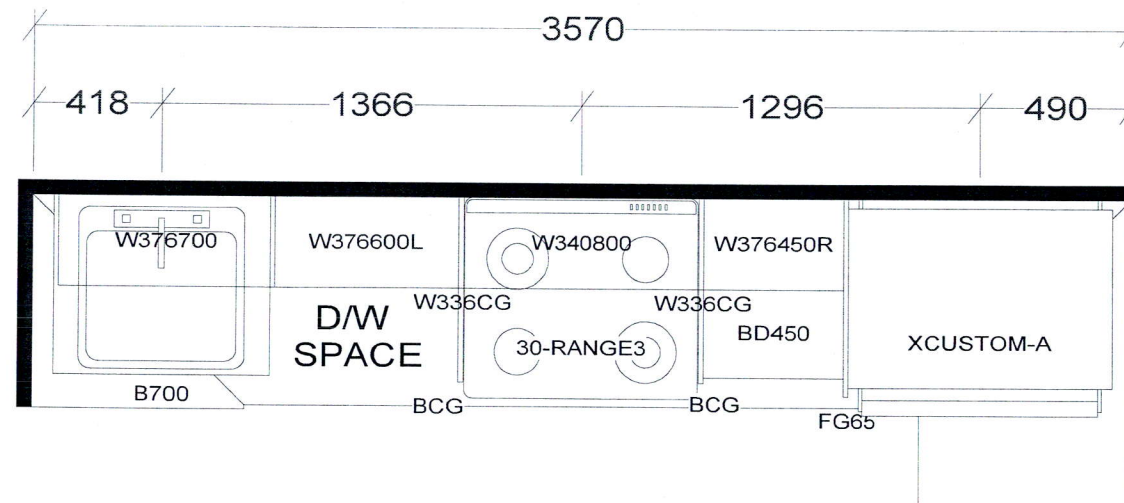 3570
418 1366 1296 490
W376700 W376600L W340800 W376450R
W336CG W336CG
D/W
SPACE
30-RANGE3 BD450 XCUSTOM-A
B700 BCG BCG
FG65